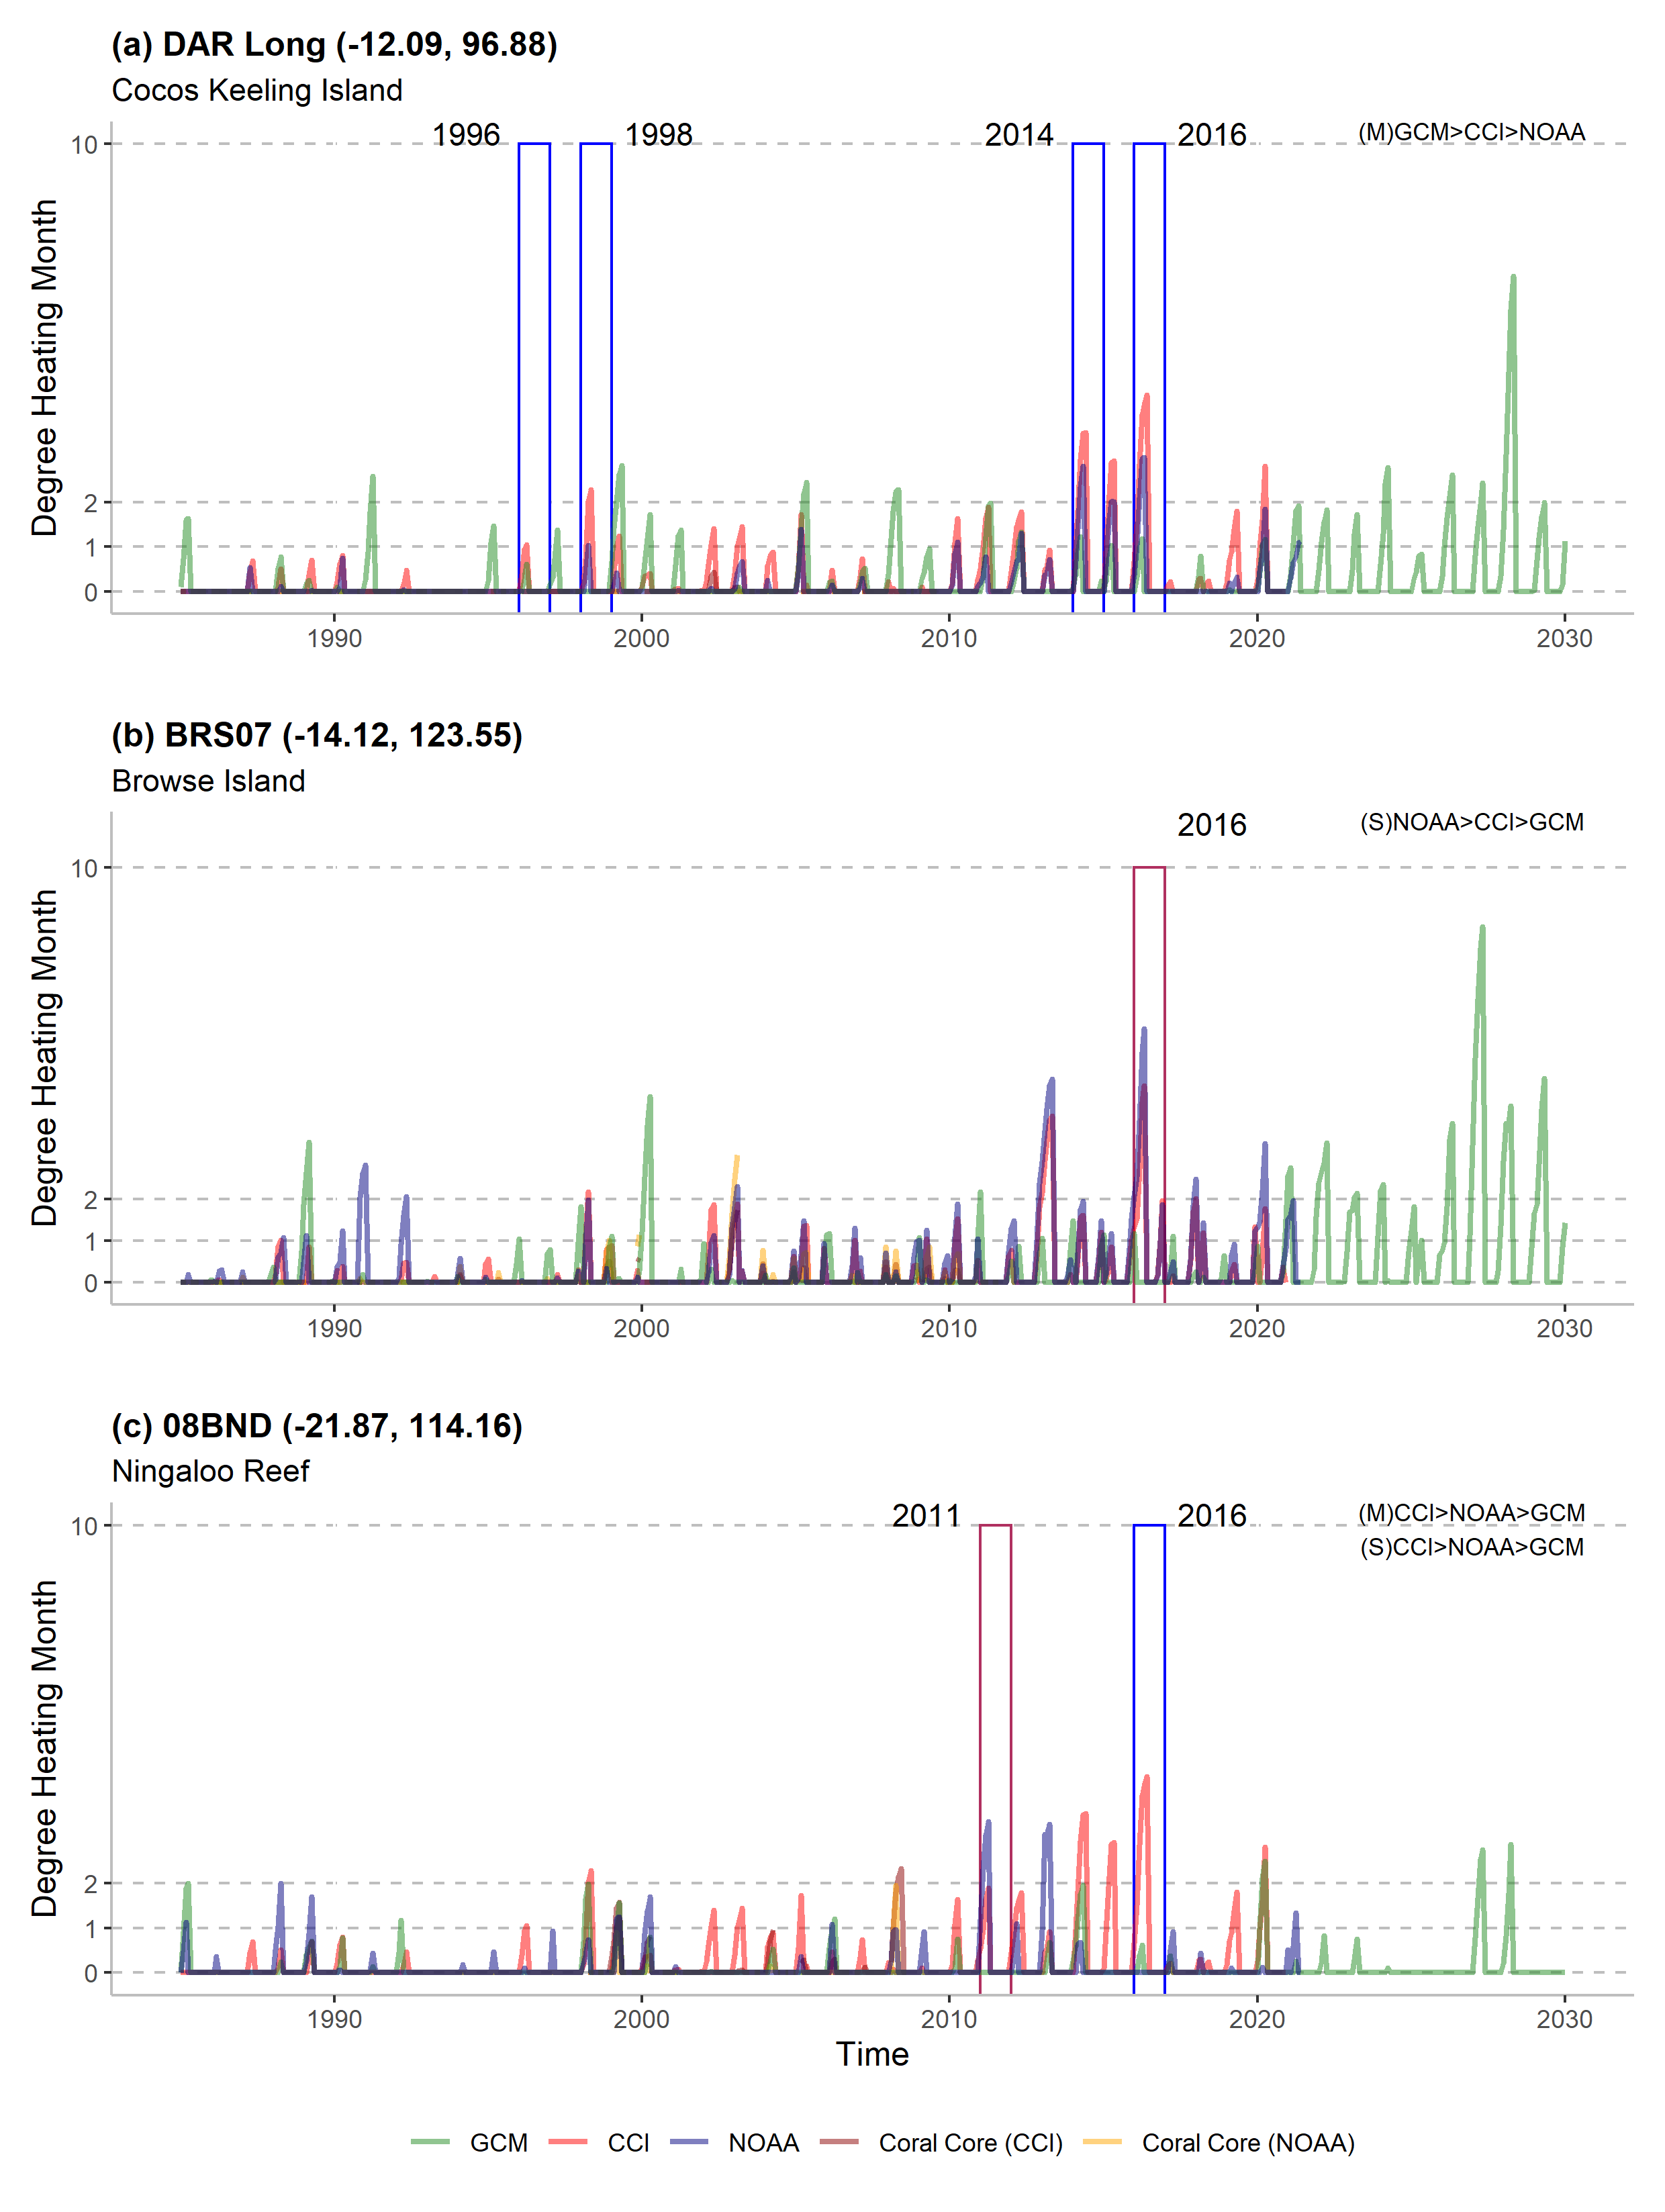 (a) DAR Long (-12.09, 96.88)
Cocos Keeling Island
1996 1998 2014 2016 (M)GCM>CCI>NOAA
10
2
1
0
Degree Heating Month
1990 2000 2010 2020 2030
(b) BRS07 (-14.12, 123.55)
Browse Island
2016 (S)NOAA>CCI>GCM
10
2
1
0
Degree Heating Month
1990 2000 2010 2020 2030
(c) 08BND (-21.87, 114.16)
Ningaloo Reef
2011 2016 (M)CCI>NOAA>GCM
(S)CCI>NOAA>GCM
10
2
1
0
Degree Heating Month
1990 2000 2010 2020 2030
Time
GCM CCI NOAA Coral Core (CCI) Coral Core (NOAA)